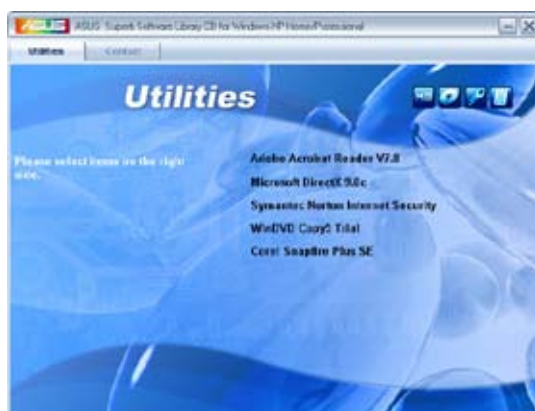 ASUS Superb Software Library CD for Windows XP Home/Professional
Utilities Contact
Utilities
Please select items on the right
side.
Adobe Acrobat Reader V7.0
Microsoft DirectX 9.0c
Symantec Norton Internet Security
WinDVD Copy5 Trial
Corel Snapfire Plus SE